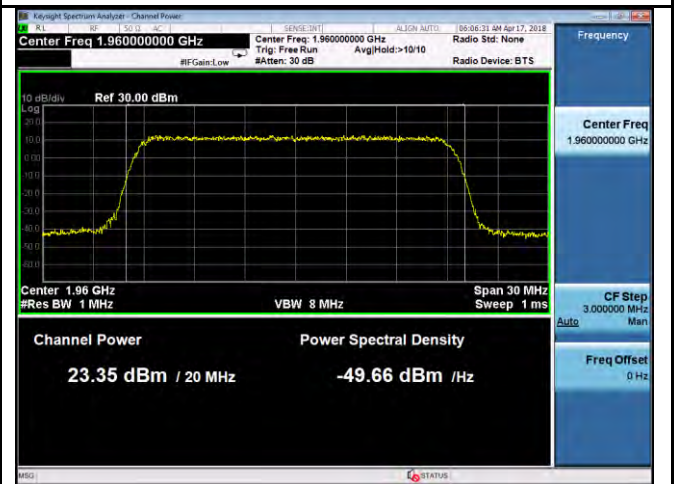 Keysight Spectrum Analyzer - Channel Power
RL RF 50 Ω AC SENSE:INT ALIGN AUTO 06:06:31 AM Apr 17, 2018
Center Freq 1.960000000 GHz
Center Freq: 1.960000000 GHz
Radio Std: None
Trig: Free Run Avg|Hold:>10/10
#IFGain:Low
#Atten: 30 dB
Radio Device: BTS
Frequency
10 dB/div Ref 30.00 dBm
Log
20.0
10.0
0.00
-10.0
-20.0
-30.0
-40.0
-50.0
-60.0
Center 1.96 GHz
Span 30 MHz
#Res BW 1 MHz
VBW 8 MHz
Sweep 1 ms
Center Freq
1.960000000 GHz
CF Step
3.000000 MHz
Auto Man
Freq Offset
0 Hz
Channel Power
Power Spectral Density
23.35 dBm / 20 MHz
-49.66 dBm /Hz
MSG
STATUS